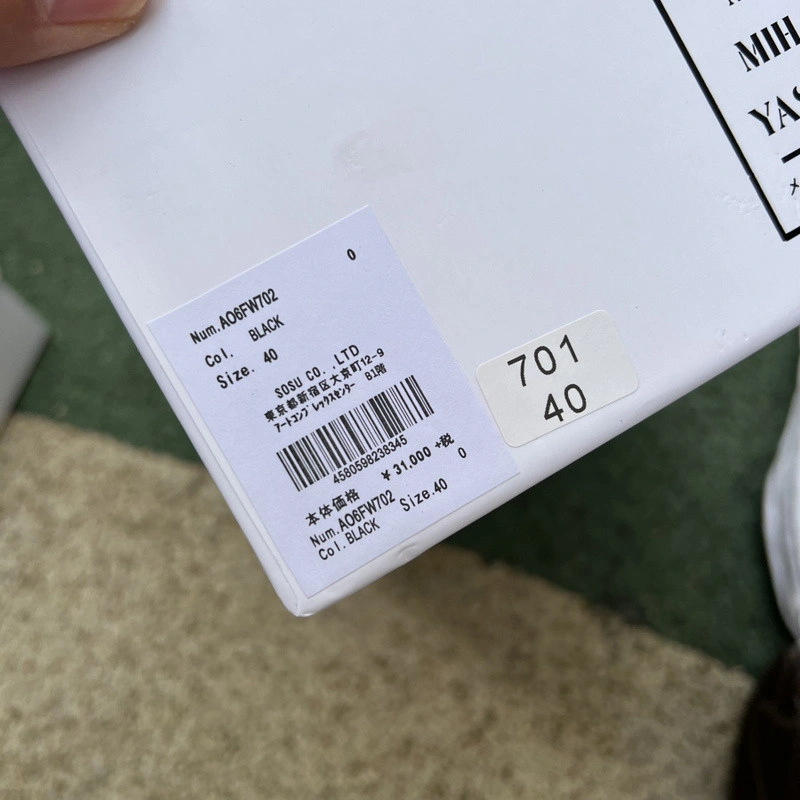 MIH
YAS
0
Num.A06FW702
Col. BLACK
Size. 40
SOSU CO.,LTD
東京都新宿区大京町12-9
アートコンプレックスセンター B1階
4580598238345
本体価格 ¥31.000 +税
Num.A06FW702 Size.40 0
Col.BLACK
701
40